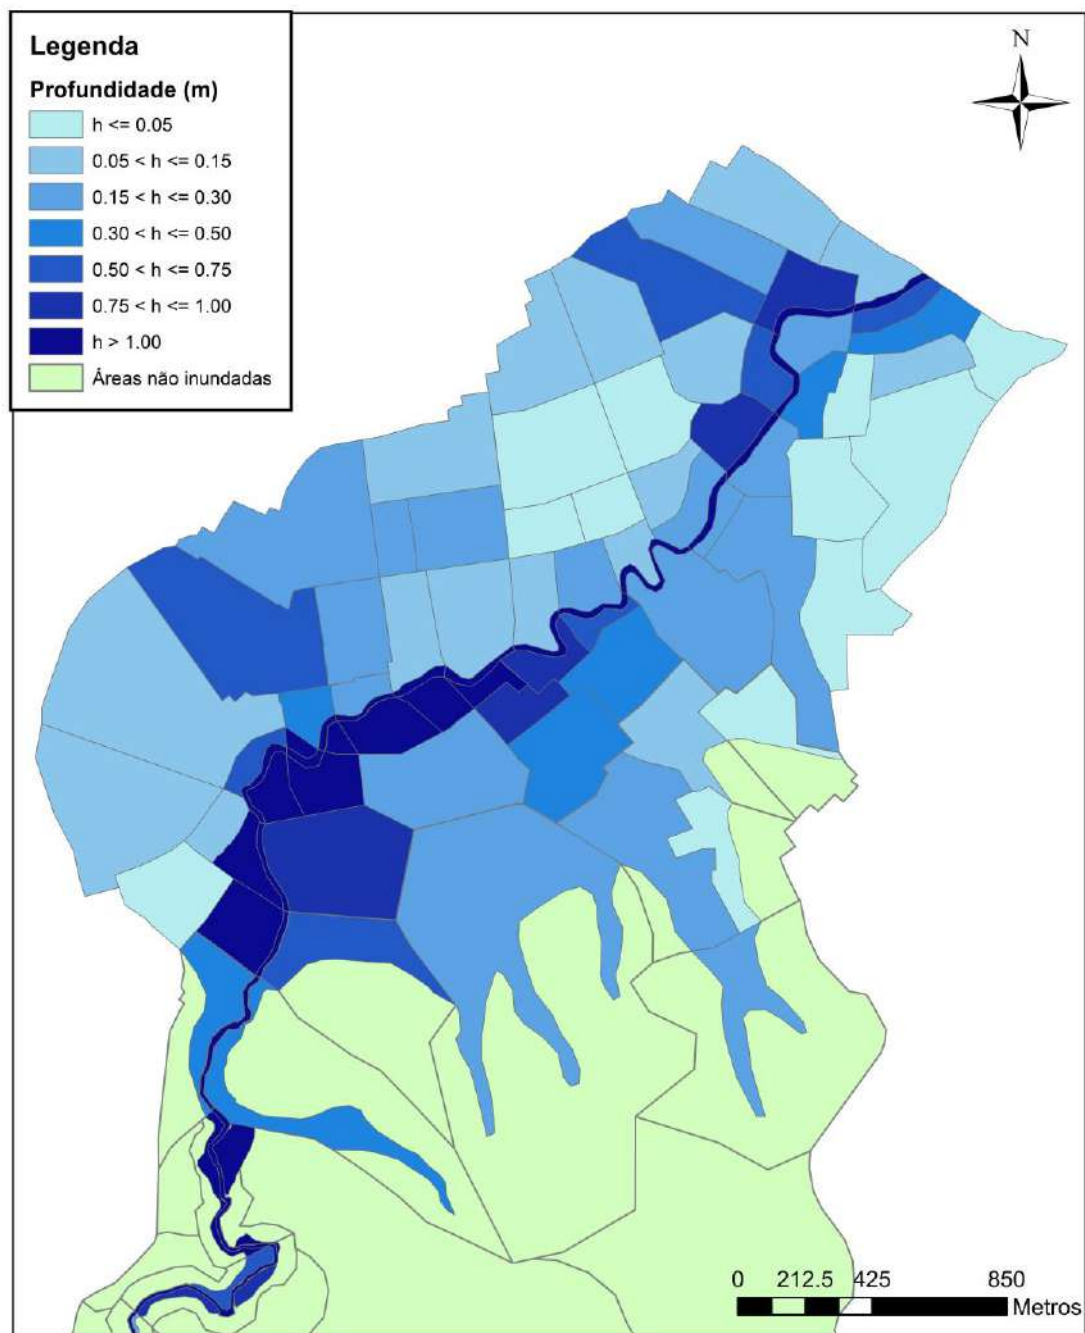 Legenda
Profundidade (m)
h <= 0.05
0.05 < h <= 0.15
0.15 < h <= 0.30
0.30 < h <= 0.50
0.50 < h <= 0.75
0.75 < h <= 1.00
h > 1.00
Áreas não inundadas
N
0 212.5 425 850
Metros